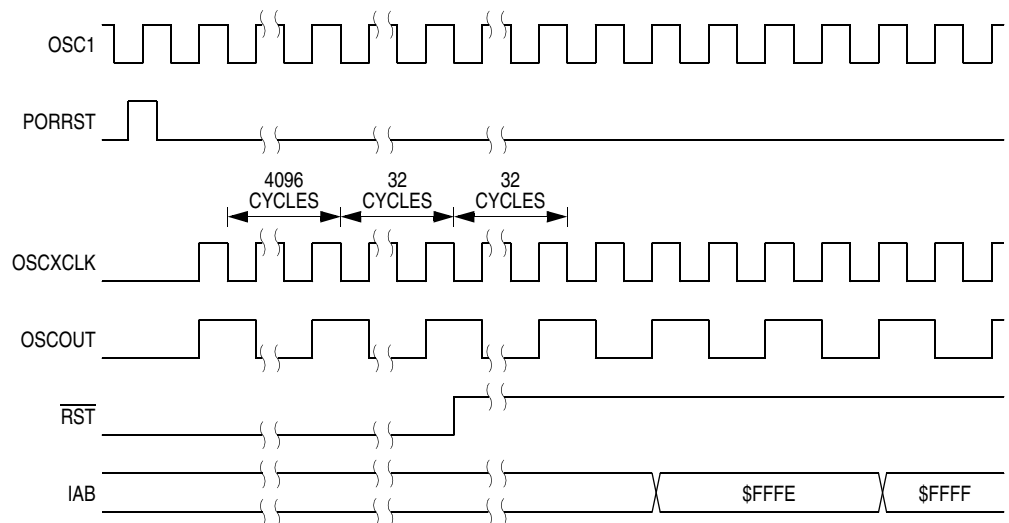 OSC1
PORRST
4096
CYCLES
32
CYCLES
32
CYCLES
OSCXCLK
OSCOUT
RST
IAB
$FFFE
$FFFF